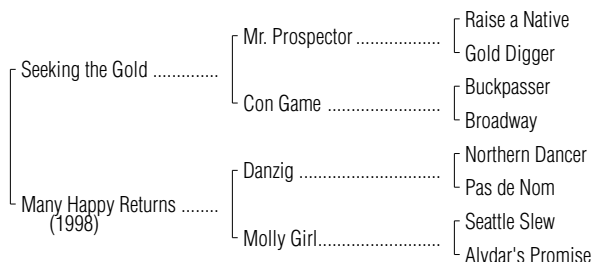 Raise a Native
Mr. Prospector ..................
Gold Digger
Seeking the Gold ..............
Buckpasser
Con Game ........................
Broadway
Northern Dancer
Danzig ..............................
Pas de Nom
Many Happy Returns ........
(1998)
Seattle Slew
Molly Girl..........................
Alydar's Promise